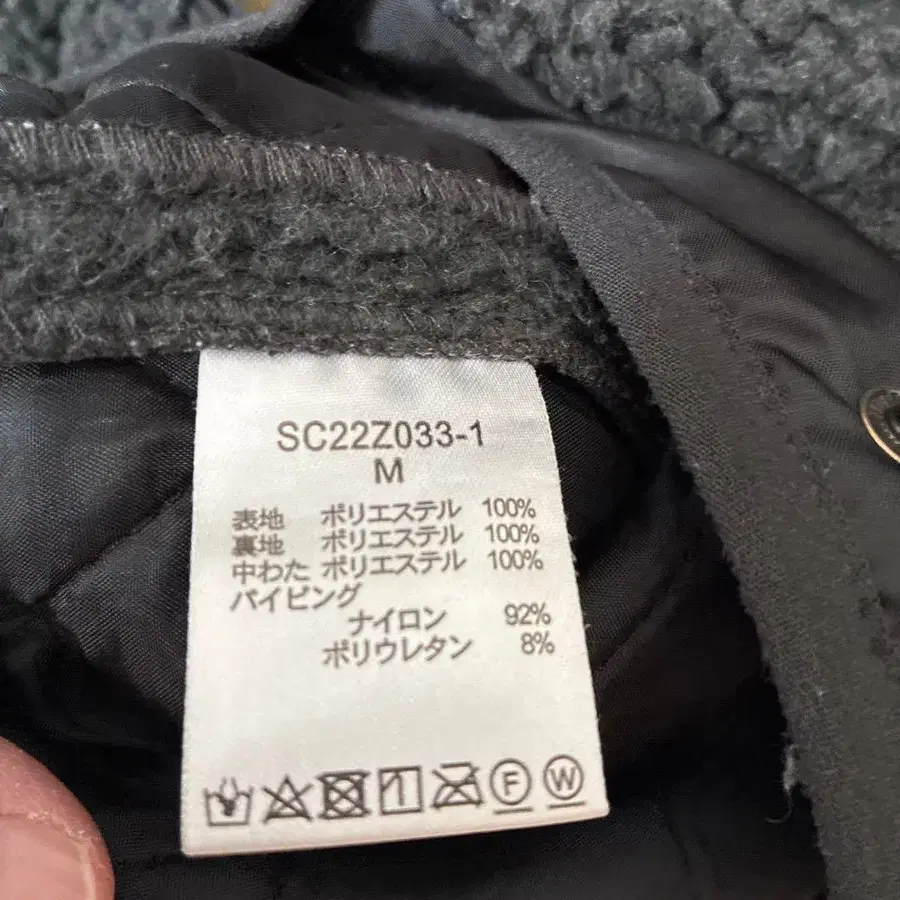 SC22Z033-1
M
表地 ポリエステル 100%
裏地 ポリエステル 100%
中わた ポリエステル 100%
パイピング
ナイロン 92%
ポリウレタン 8%
F W